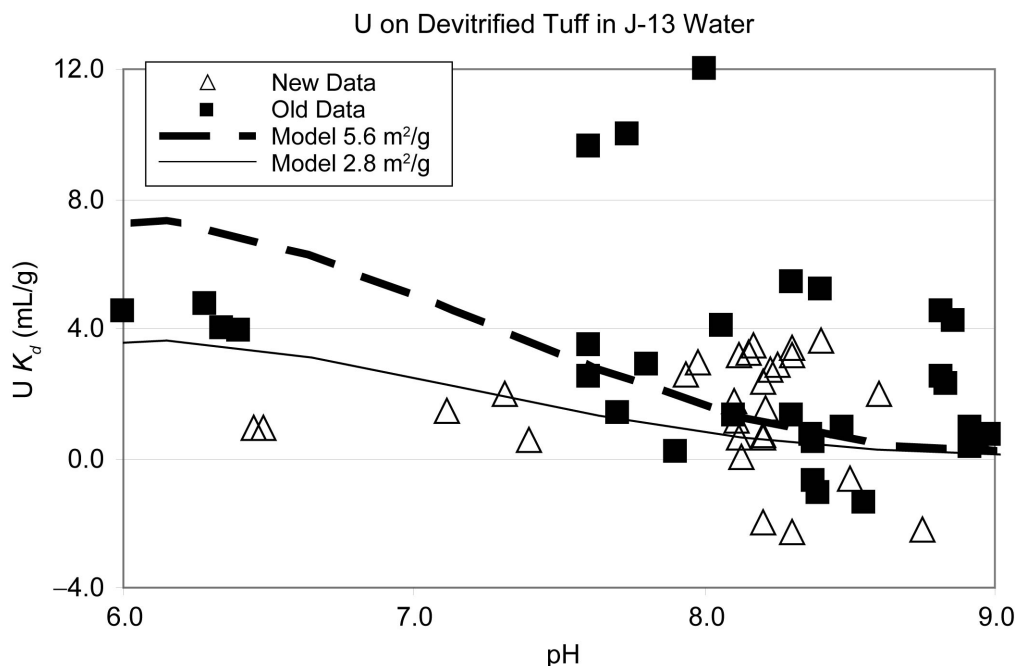 U on Devitrified Tuff in J-13 Water
New Data
Old Data
Model 5.6 m²/g
Model 2.8 m²/g
12.0
8.0
4.0
0.0
–4.0
U Kd (mL/g)
6.0 7.0 8.0 9.0
pH